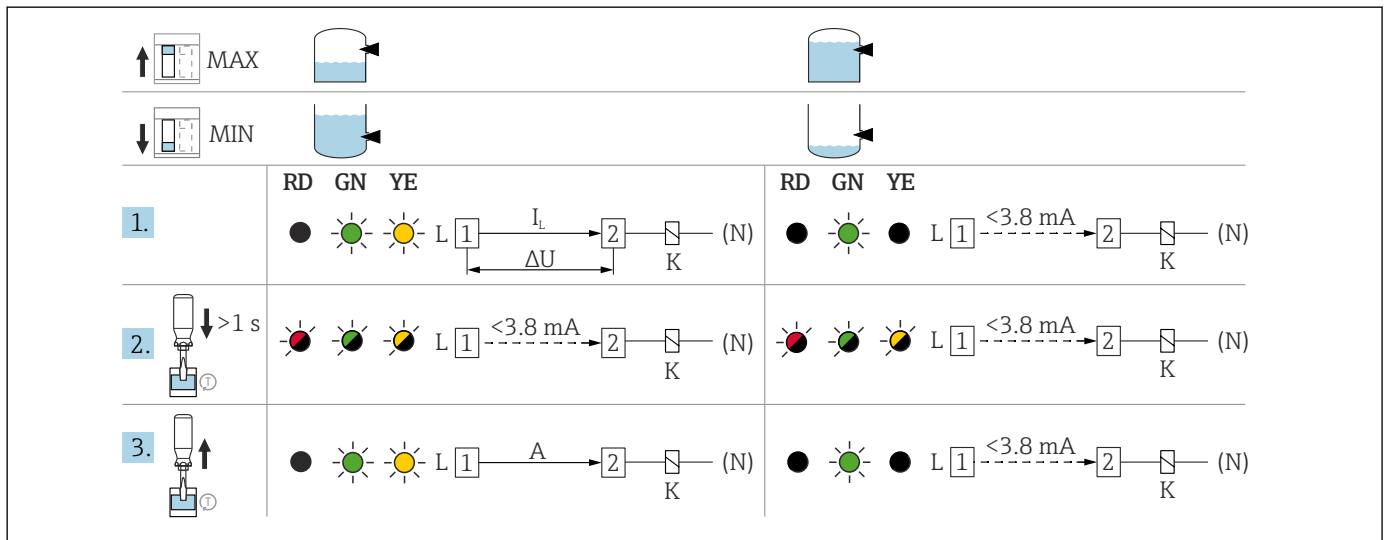 MAX
MIN
RD GN YE
RD GN YE
1.
L 1 I_L 2 (N)
ΔU
K
L 1 <3.8 mA 2 (N)
K
2.
>1 s
T
L 1 <3.8 mA 2 (N)
K
L 1 <3.8 mA 2 (N)
K
3.
T
L 1 A 2 (N)
K
L 1 <3.8 mA 2 (N)
K